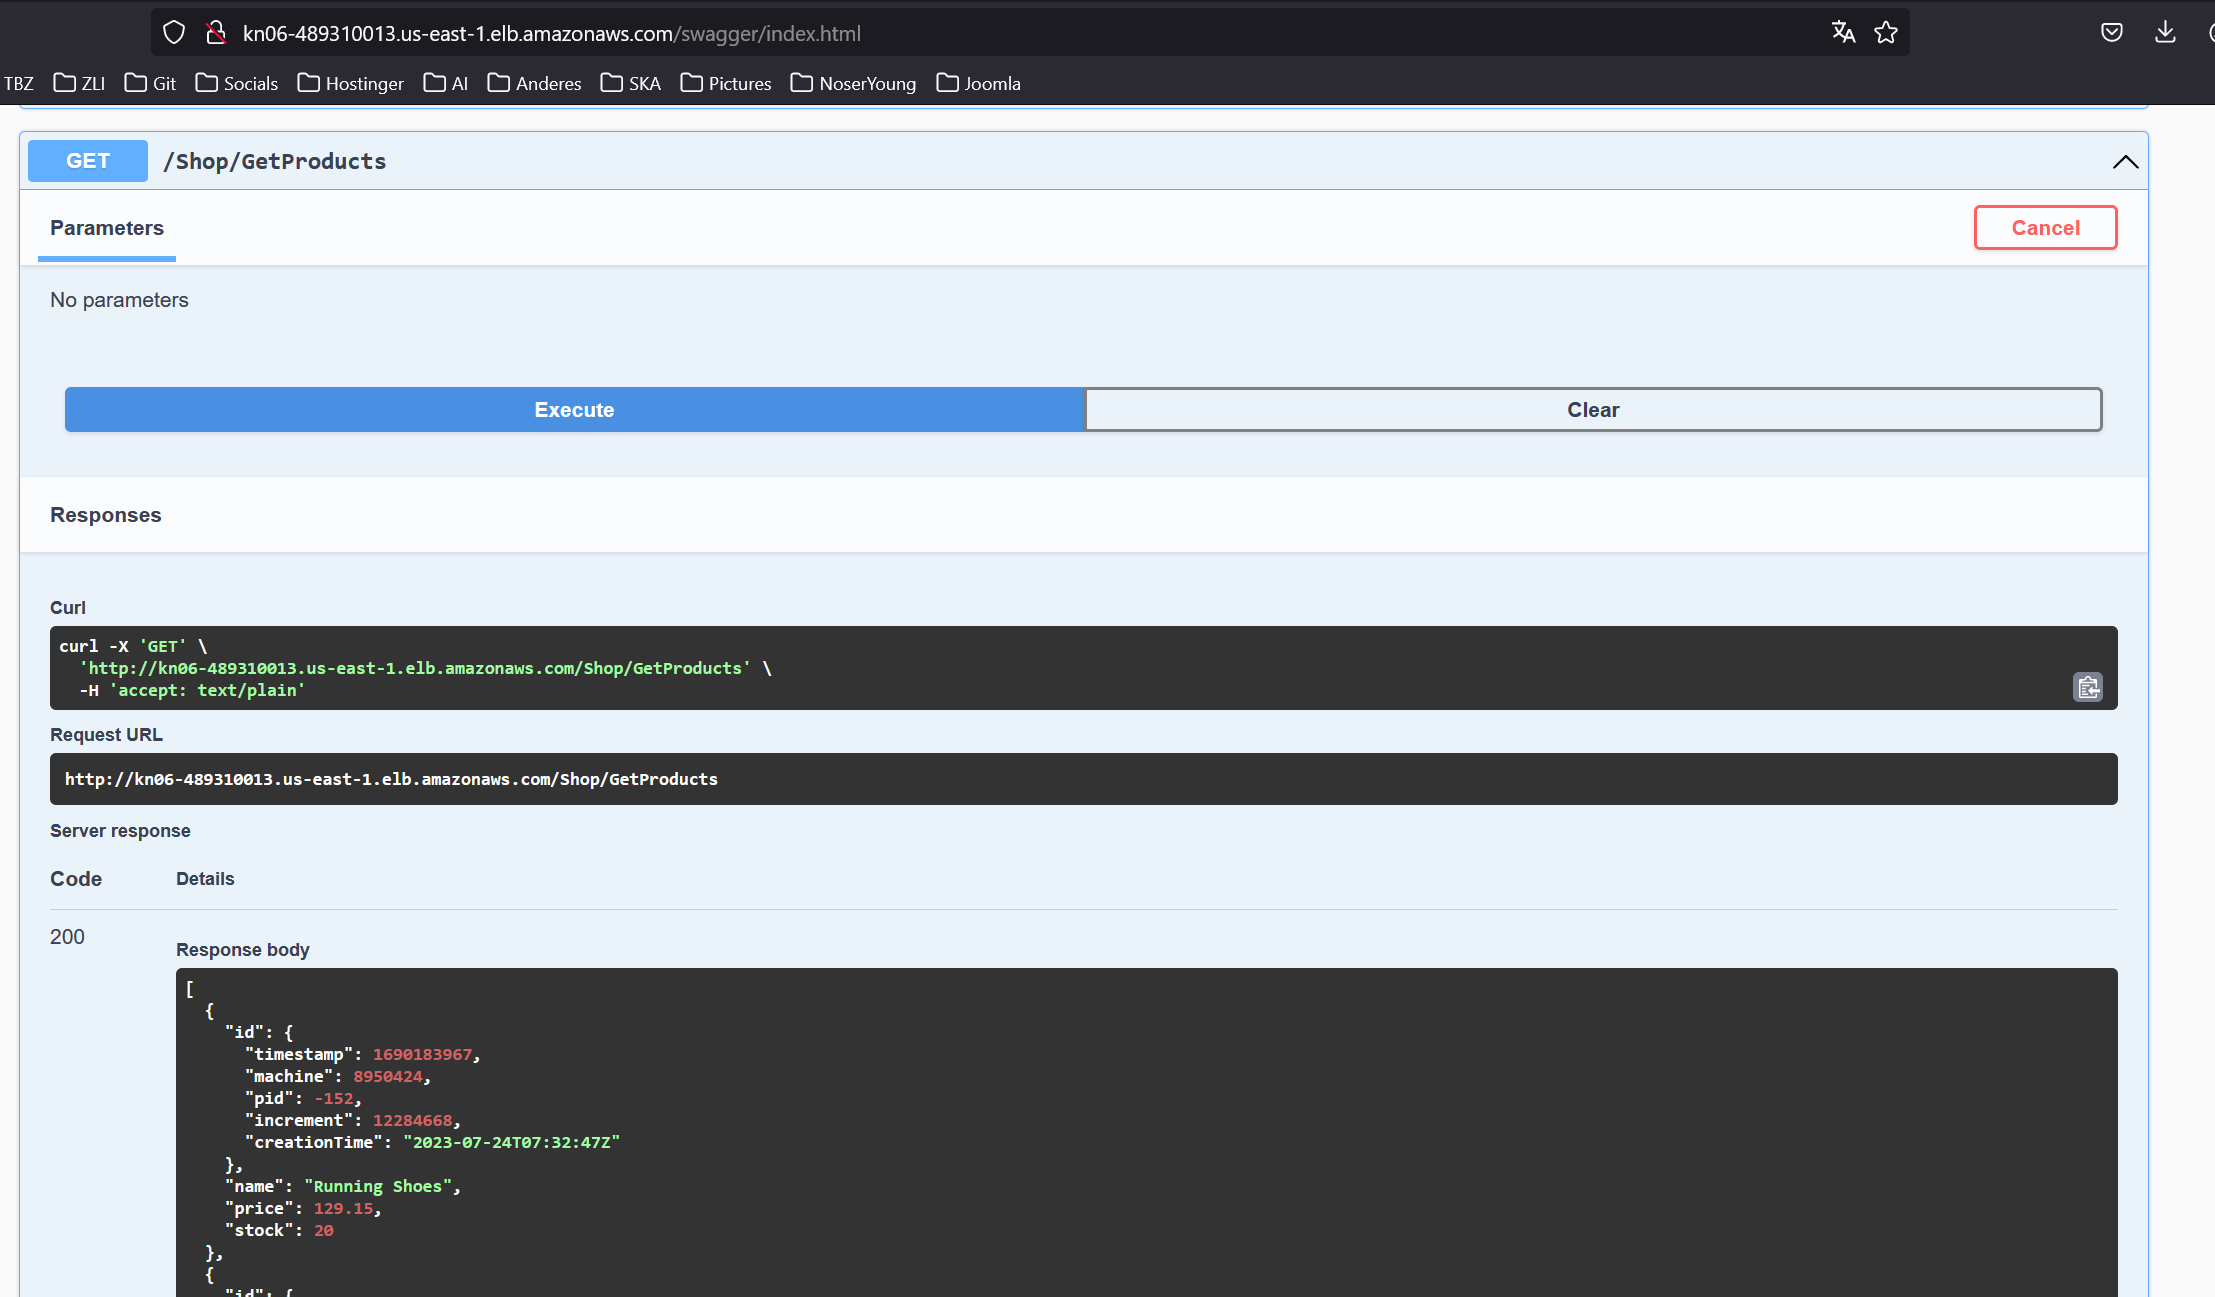 kn06-489310013.us-east-1.elb.amazonaws.com/swagger/index.html
TBZ ZLI Git Socials Hostinger AI Anderes SKA Pictures NoserYoung Joomla
GET /Shop/GetProducts
Parameters
Cancel
No parameters
Execute Clear
Responses
Curl
curl -X 'GET' \
'http://kn06-489310013.us-east-1.elb.amazonaws.com/Shop/GetProducts' \
-H 'accept: text/plain'
Request URL
http://kn06-489310013.us-east-1.elb.amazonaws.com/Shop/GetProducts
Server response
Code Details
200
Response body
[
{
"id": {
"timestamp": 1690183967,
"machine": 8950424,
"pid": -152,
"increment": 12284668,
"creationTime": "2023-07-24T07:32:47Z"
},
"name": "Running Shoes",
"price": 129.15,
"stock": 20
},
{
"id": {